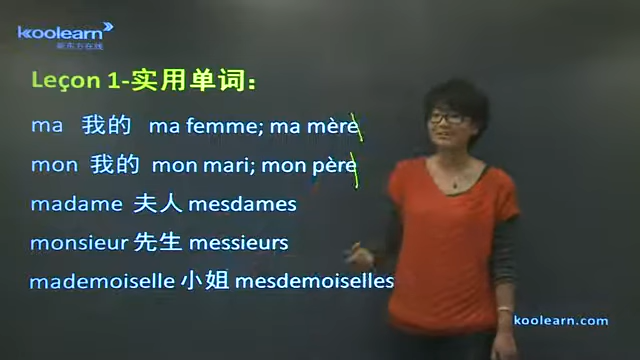 koolearn
新东方在线
Leçon 1-实用单词：
ma 我的 ma femme; ma mère
mon 我的 mon mari; mon père
madame 夫人 mesdames
monsieur 先生 messieurs
mademoiselle 小姐 mesdemoiselles
koolearn.com